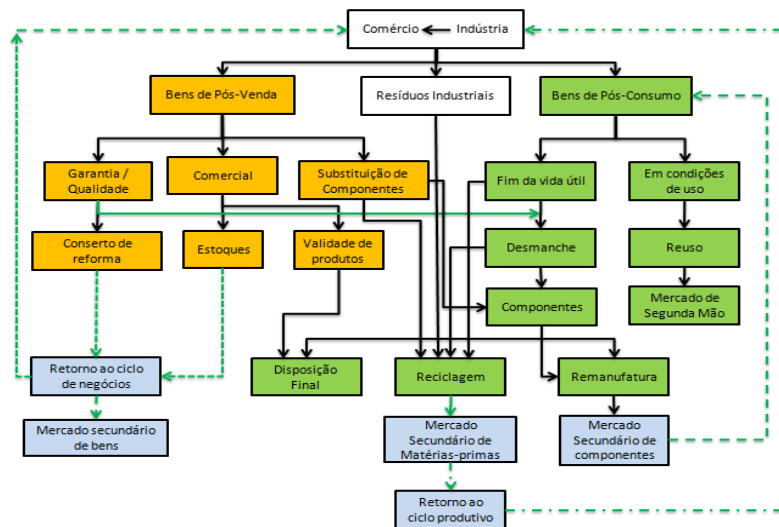 Comércio
Indústria
Bens de Pós-Venda
Resíduos Industriais
Bens de Pós-Consumo
Garantia /
Qualidade
Comercial
Substituição de
Componentes
Fim da vida útil
Em condições
de uso
Conserto de
reforma
Estoques
Validade de
produtos
Desmanche
Reuso
Componentes
Mercado de
Segunda Mão
Retorno ao ciclo
de negócios
Disposição
Final
Reciclagem
Remanufatura
Mercado secundário
de bens
Mercado
Secundário de
Matérias-primas
Mercado
Secundário de
componentes
Retorno ao
ciclo produtivo